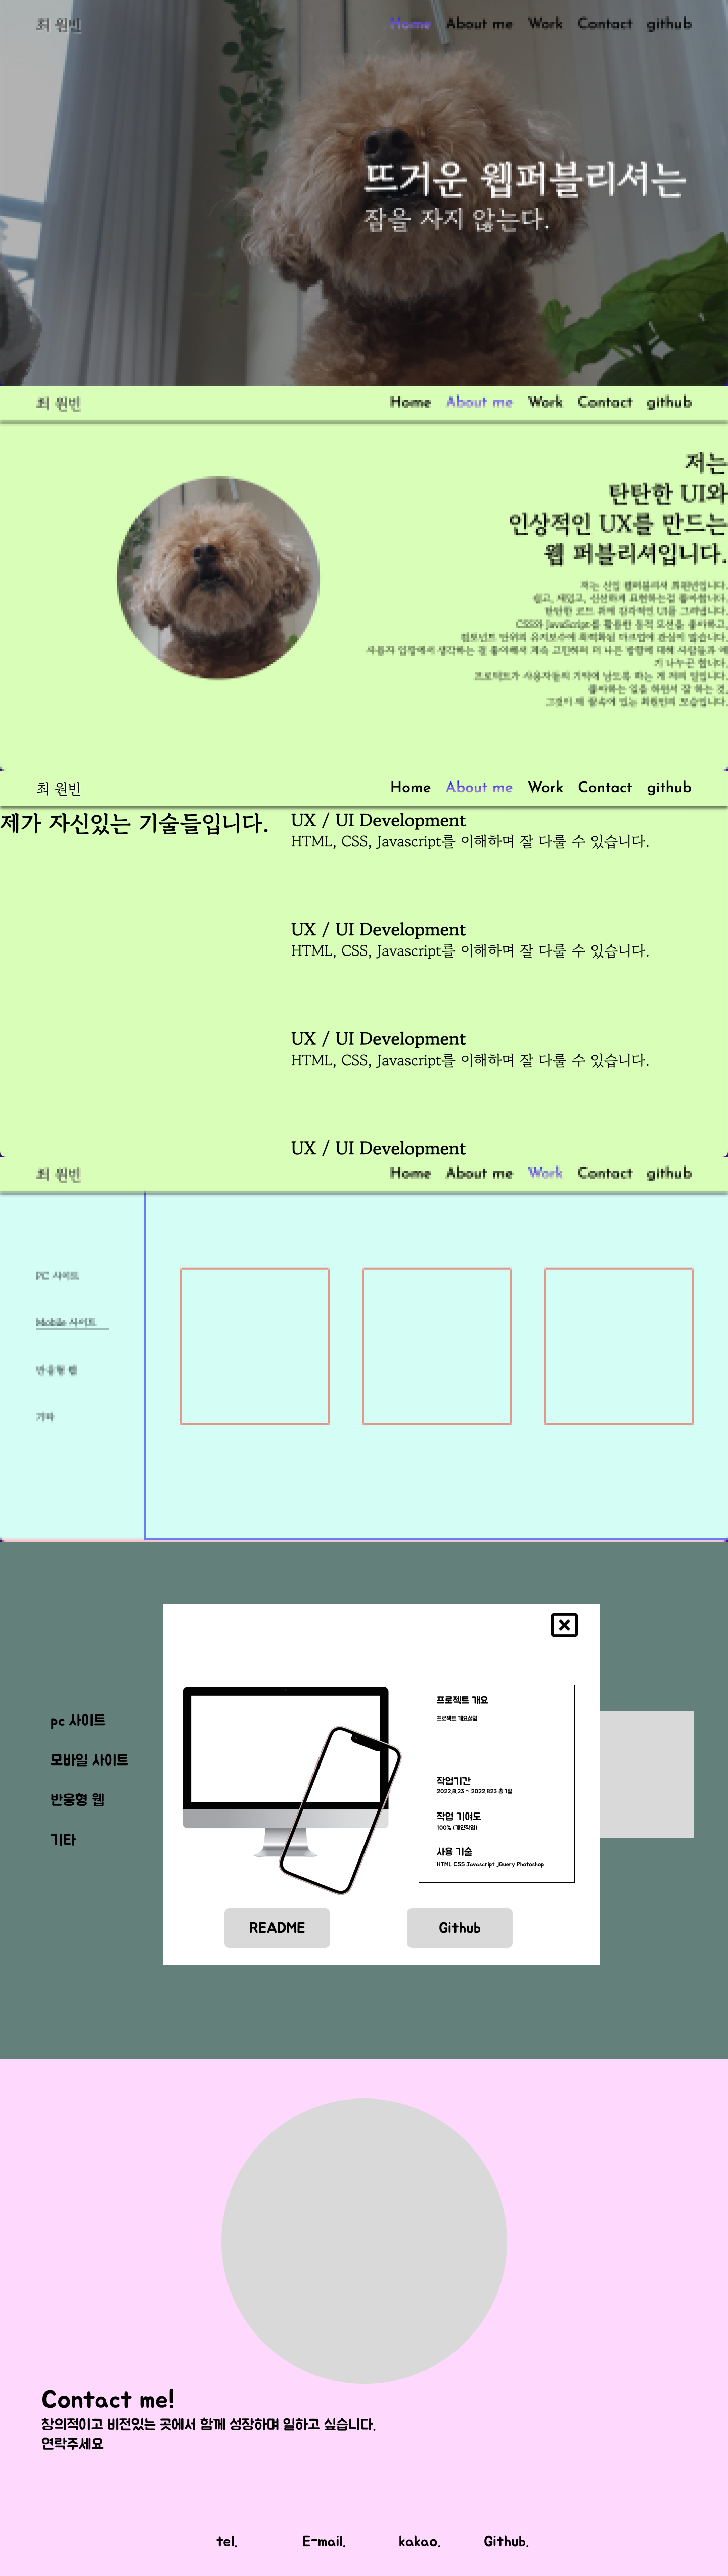 최 원빈
Home About me Work Contact github
뜨거운 웹퍼블리셔는
잠을 자지 않는다.
최 원빈
Home About me Work Contact github
저는
탄탄한 UI와
인상적인 UX를 만드는
웹 퍼블리셔입니다.
저는 신입 웹퍼블리셔 최원빈입니다.
쉽고, 재밌고, 신선하게 표현하는걸 좋아합니다.
탄탄한 코드 위에 감각적인 UI를 그려냅니다.
CSS와 JavaScript를 활용한 동적 모션을 좋아하고,
컴포넌트 단위의 유지보수에 최적화된 마크업에 관심이 많습니다.
사용자 입장에서 생각하는 걸 좋아해서 계속 고민하며 더 나은 방향에 대해 사람들과 얘
기 나누곤 합니다.
프로젝트가 사용자들의 기억에 남도록 하는 게 저의 일입니다.
좋아하는 일을 하면서 잘 하는 것,
그것이 제 꿈속에 있는 최원빈의 모습입니다.
최 원빈
Home About me Work Contact github
제가 자신있는 기술들입니다.
UX / UI Development
HTML, CSS, Javascript를 이해하며 잘 다룰 수 있습니다.
UX / UI Development
HTML, CSS, Javascript를 이해하며 잘 다룰 수 있습니다.
UX / UI Development
HTML, CSS, Javascript를 이해하며 잘 다룰 수 있습니다.
UX / UI Development
최 원빈
Home About me Work Contact github
PC 사이트
Mobile 사이트
반응형 웹
기타
pc 사이트
모바일 사이트
반응형 웹
기타
프로젝트 개요
프로젝트 개요설명
작업기간
2022.8.23 ~ 2022.823 총 1일
작업 기여도
100% (개인작업)
사용 기술
HTML CSS Javascript jQuery Photoshop
README
Github
Contact me!
창의적이고 비전있는 곳에서 함께 성장하며 일하고 싶습니다.
연락주세요
tel. E-mail. kakao. Github.